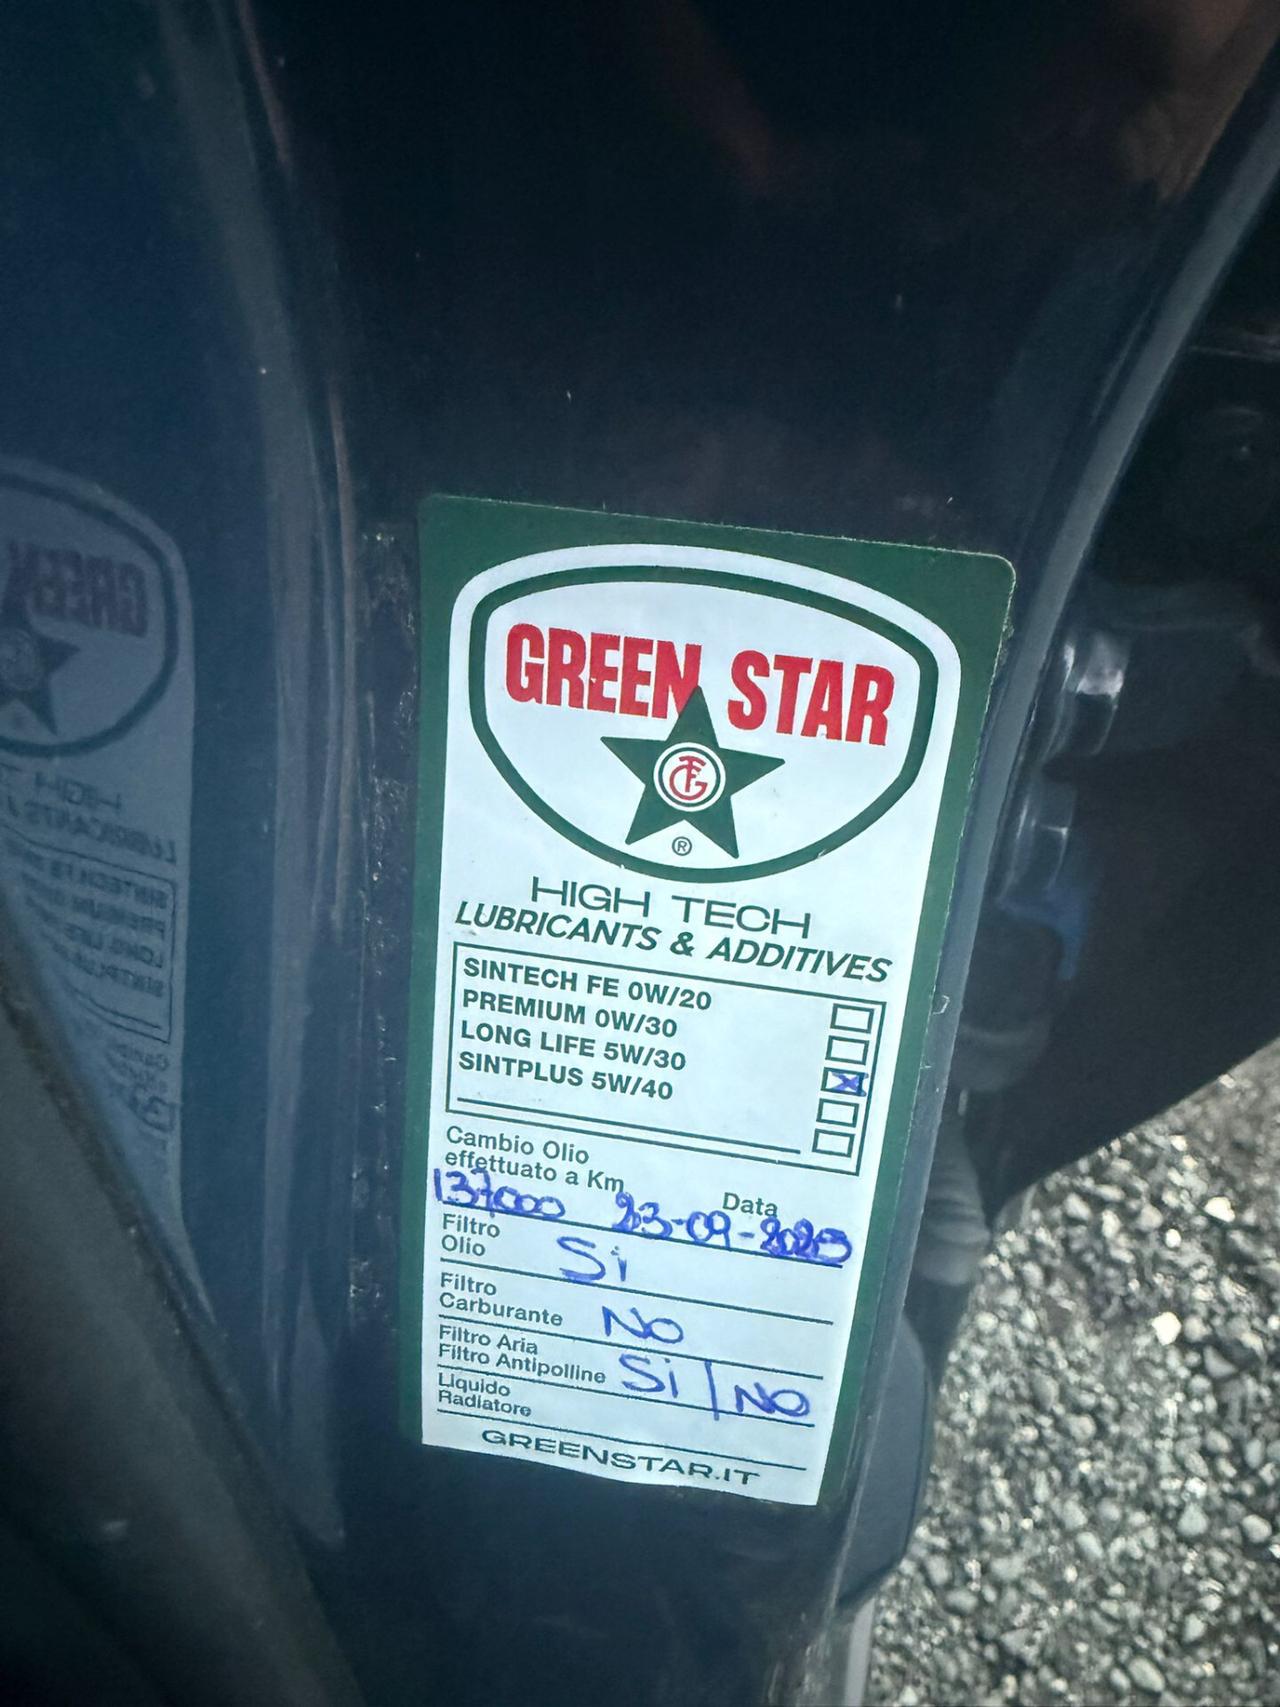 GREEN STAR
®
HIGH TECH
LUBRICANTS & ADDITIVES
SINTECH FE 0W/20
PREMIUM 0W/30
LONG LIFE 5W/30
SINTPLUS 5W/40
Cambio Olio
effettuato a Km
Data
137000 23-09-2023
Filtro
Olio
Si
Filtro
Carburante
NO
Filtro Aria
Filtro Antipolline
Si / NO
Liquido
Radiatore
GREENSTAR.IT